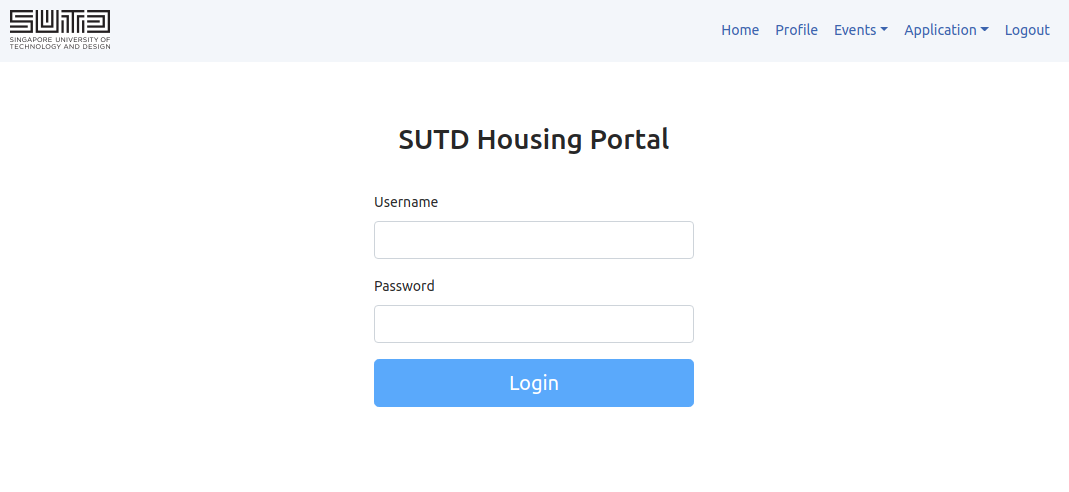 SUTD
SINGAPORE UNIVERSITY OF
TECHNOLOGY AND DESIGN
Home Profile Events Application Logout
SUTD Housing Portal
Username
Password
Login